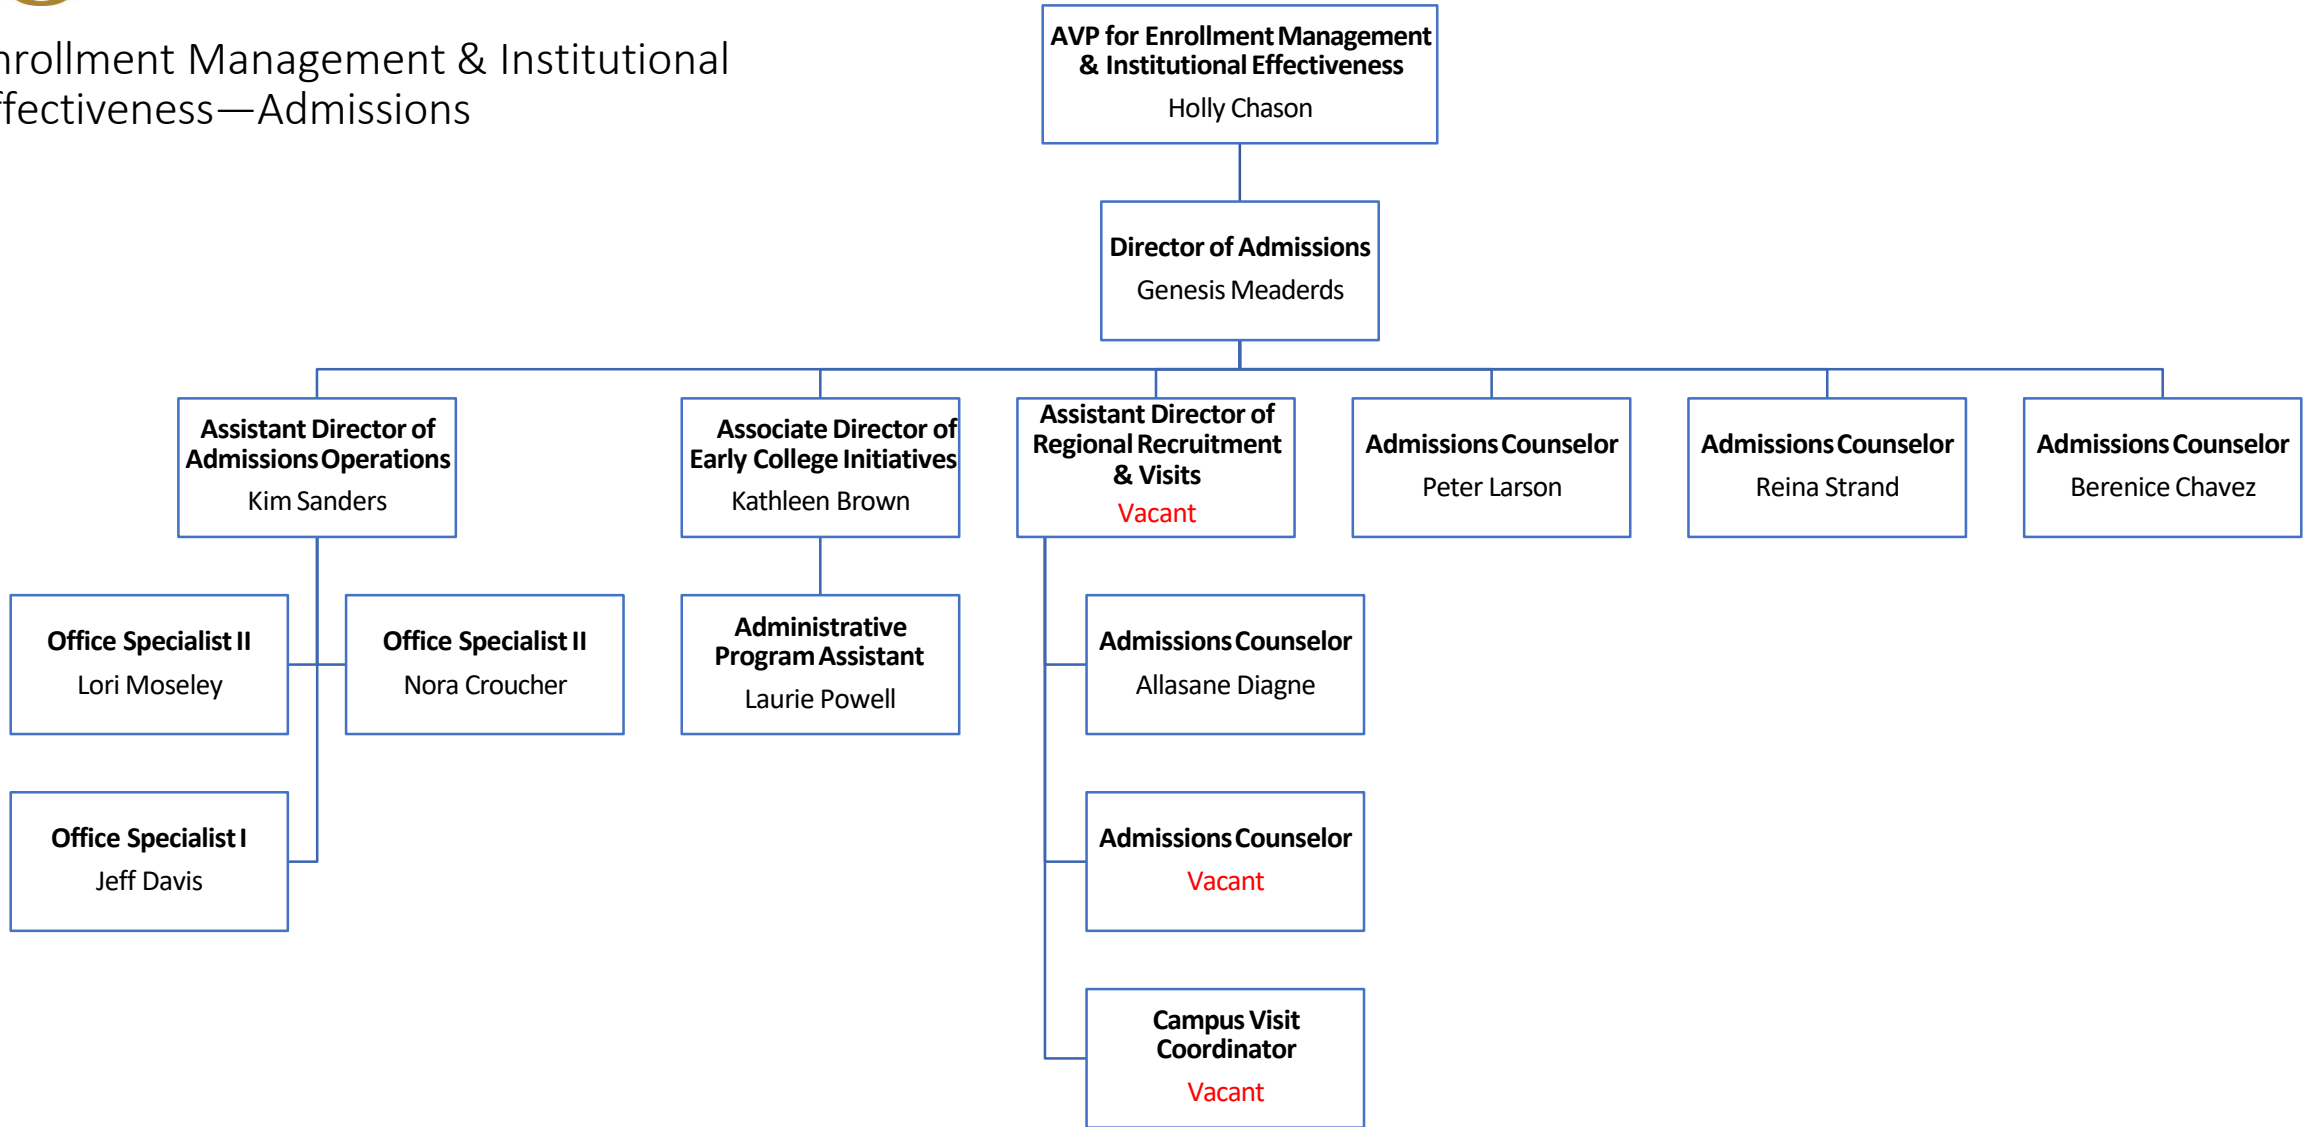 nrollment Management & Institutional
ffectiveness—Admissions
AVP for Enrollment Management
& Institutional Effectiveness
Holly Chason
Director of Admissions
Genesis Meaderds
Assistant Director of
Admissions Operations
Kim Sanders
Associate Director of
Early College Initiatives
Kathleen Brown
Assistant Director of
Regional Recruitment
& Visits
Vacant
Admissions Counselor
Peter Larson
Admissions Counselor
Reina Strand
Admissions Counselor
Berenice Chavez
Office Specialist II
Lori Moseley
Office Specialist II
Nora Croucher
Administrative
Program Assistant
Laurie Powell
Admissions Counselor
Allasane Diagne
Office Specialist I
Jeff Davis
Admissions Counselor
Vacant
Campus Visit
Coordinator
Vacant